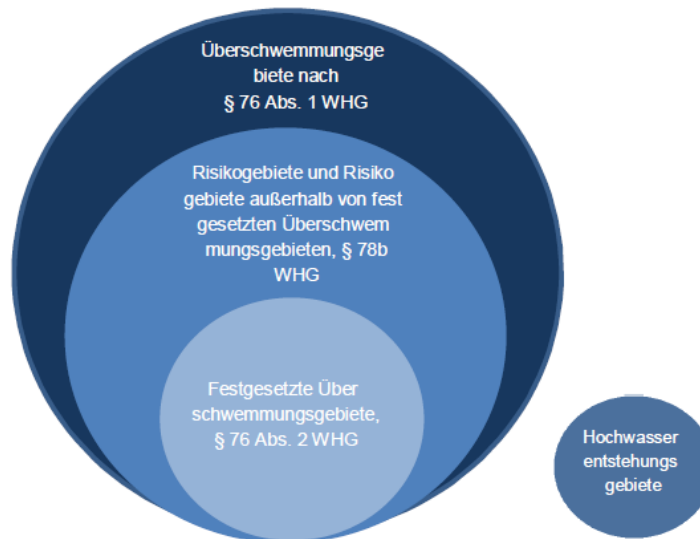 Überschwemmungsge
biete nach
§ 76 Abs. 1 WHG
Risikogebiete und Risiko
gebiete außerhalb von fest
gesetzten Überschwem
mungsgebieten, § 78b
WHG
Festgesetzte Über
schwemmungsgebiete,
§ 76 Abs. 2 WHG
Hochwasser
entstehungs
gebiete